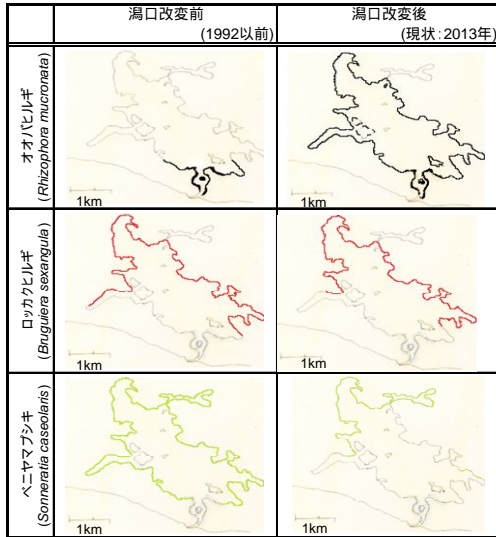 潟口改変前
(1992以前)
潟口改変後
(現状:2013年)
オオバヒルギ
(Rhizophora mucronata)
1km
1km
ロッカクヒルギ
(Bruguiera sexangula)
1km
1km
ベニヤマプシキ
(Sonneratia caseolaris)
1km
1km